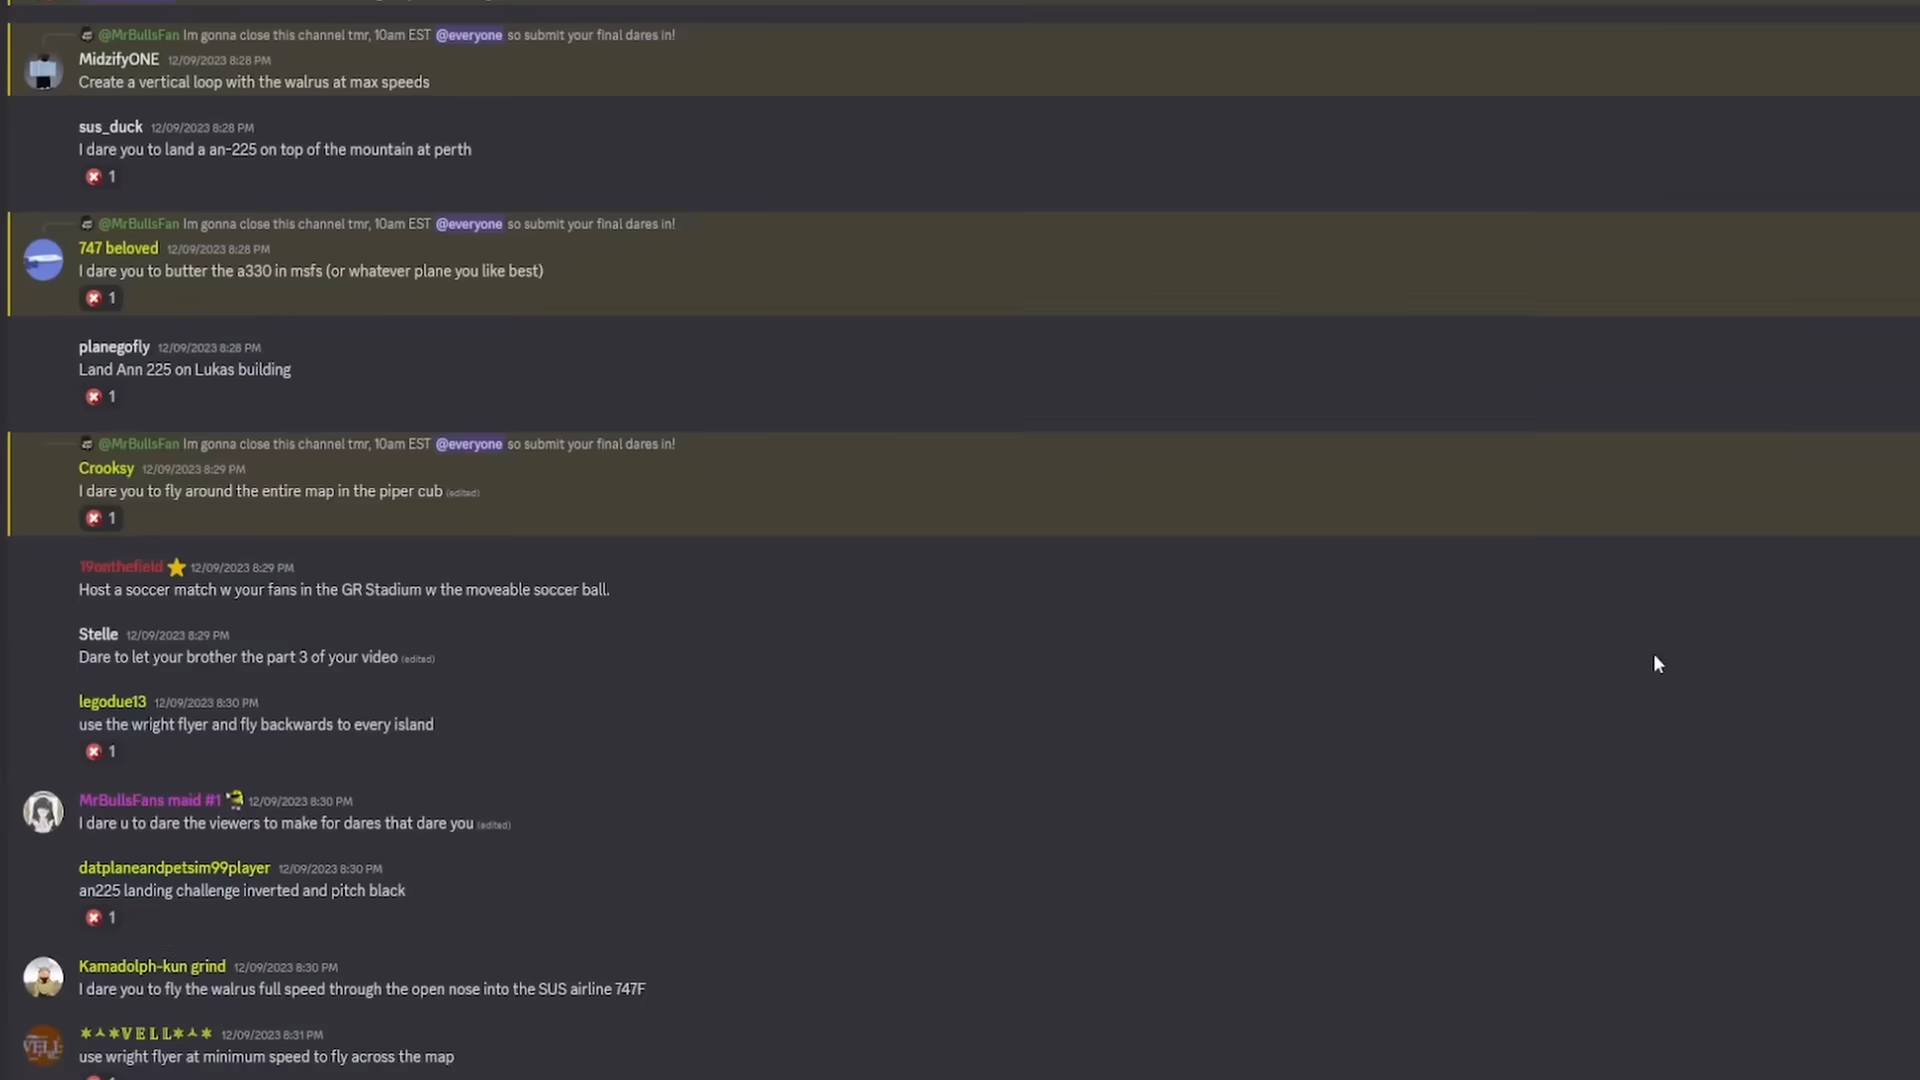 @MrBullsFan Im gonna close this channel tmr, 10am EST @everyone so submit your final dares in!
MidzifyONE 12/09/2023 8:28 PM
Create a vertical loop with the walrus at max speeds
sus_duck 12/09/2023 8:28 PM
I dare you to land a an-225 on top of the mountain at perth
1
@MrBullsFan Im gonna close this channel tmr, 10am EST @everyone so submit your final dares in!
747 beloved 12/09/2023 8:28 PM
I dare you to butter the a330 in msfs (or whatever plane you like best)
1
planegofly 12/09/2023 8:28 PM
Land Ann 225 on Lukas building
1
@MrBullsFan Im gonna close this channel tmr, 10am EST @everyone so submit your final dares in!
Crooksy 12/09/2023 8:29 PM
I dare you to fly around the entire map in the piper cub (edited)
1
19onthefield 12/09/2023 8:29 PM
Host a soccer match w your fans in the GR Stadium w the moveable soccer ball.
Stelle 12/09/2023 8:29 PM
Dare to let your brother the part 3 of your video (edited)
legodue13 12/09/2023 8:30 PM
use the wright flyer and fly backwards to every island
1
MrBullsFans maid #1 12/09/2023 8:30 PM
I dare u to dare the viewers to make for dares that dare you (edited)
datplaneandpetsim99player 12/09/2023 8:30 PM
an225 landing challenge inverted and pitch black
1
Kamadolph-kun grind 12/09/2023 8:30 PM
I dare you to fly the walrus full speed through the open nose into the SUS airline 747F
VELL 12/09/2023 8:31 PM
use wright flyer at minimum speed to fly across the map